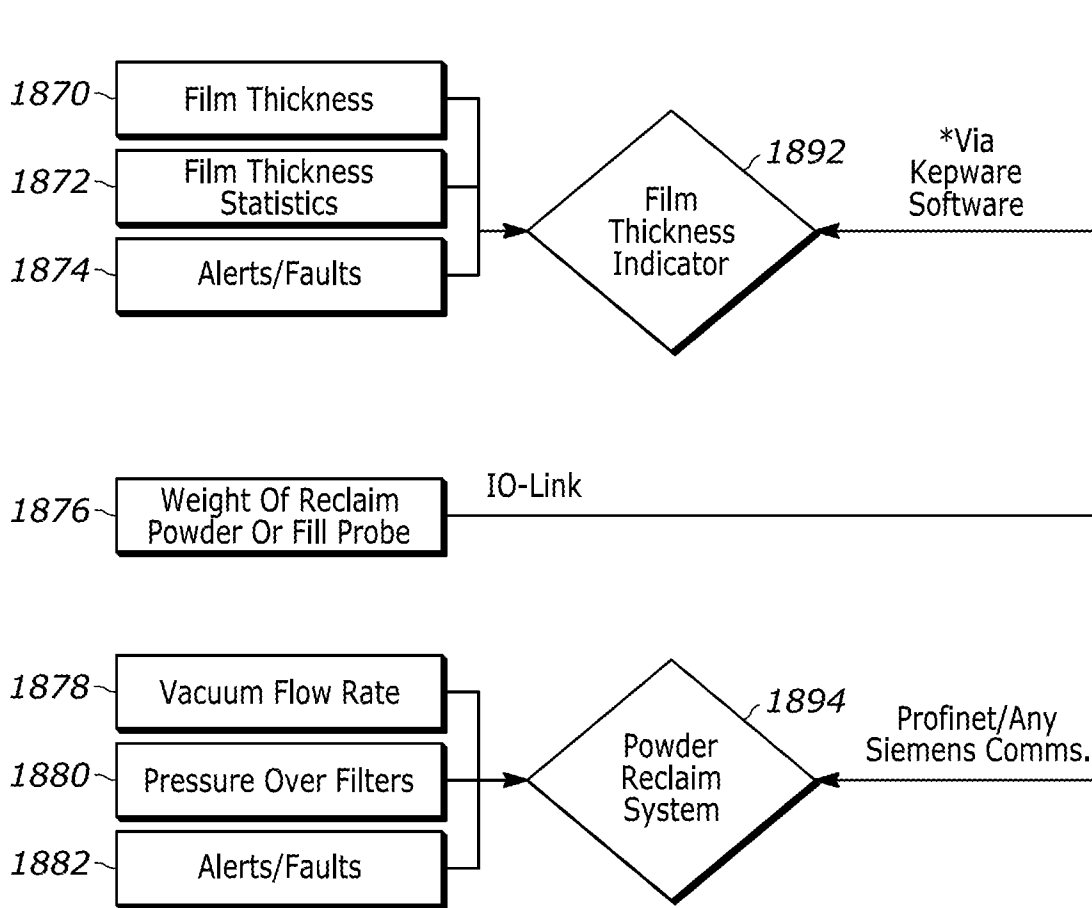 1870
Film Thickness
1872
Film Thickness
Statistics
1874
Alerts/Faults
1892
Film
Thickness
Indicator
*Via
Kepware
Software
1876
Weight Of Reclaim
Powder Or Fill Probe
IO-Link
1878
Vacuum Flow Rate
1880
Pressure Over Filters
1882
Alerts/Faults
1894
Powder
Reclaim
System
Profinet/Any
Siemens Comms.